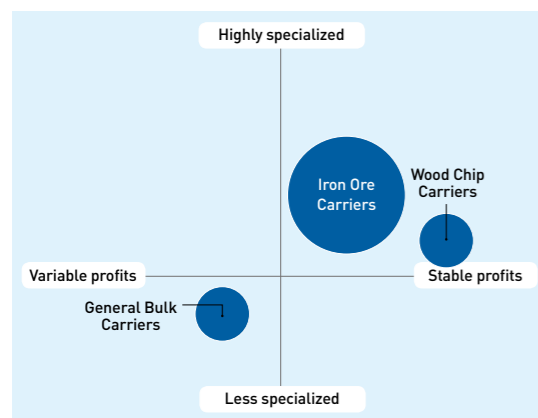 Highly specialized
Iron Ore
Carriers
Wood Chip
Carriers
Variable profits
Stable profits
General Bulk
Carriers
Less specialized